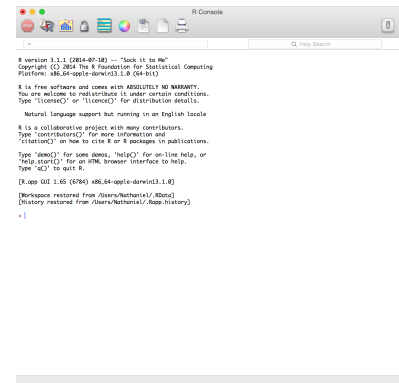 R Console
Help Search
R version 3.1.1 (2014-07-10) -- "Sock it to Me"
Copyright (C) 2014 The R Foundation for Statistical Computing
Platform: x86_64-apple-darwin13.1.0 (64-bit)
R is free software and comes with ABSOLUTELY NO WARRANTY.
You are welcome to redistribute it under certain conditions.
Type 'license()' or 'licence()' for distribution details.
Natural language support but running in an English locale
R is a collaborative project with many contributors.
Type 'contributors()' for more information and
'citation()' on how to cite R or R packages in publications.
Type 'demo()' for some demos, 'help()' for on-line help, or
'help.start()' for an HTML browser interface to help.
Type 'q()' to quit R.
[R.app GUI 1.65 (6784) x86_64-apple-darwin13.1.0]
[Workspace restored from /Users/Nathaniel/.RData]
[History restored from /Users/Nathaniel/.Rapp.history]
>